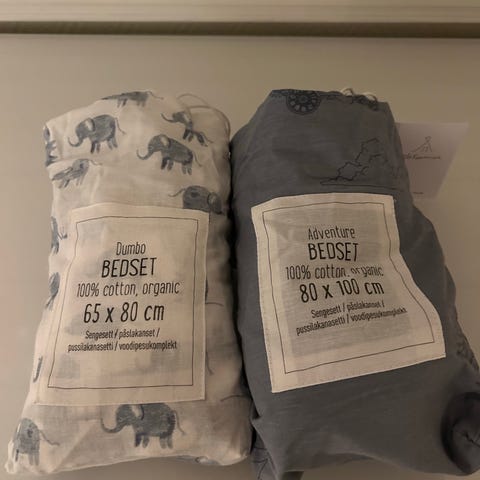 Dumbo
BEDSET
100% cotton, organic
65 x 80 cm
Sengesett / påslakanset /
pussilakanasetti / voodipesukomplekt
Adventure
BEDSET
100% cotton, organic
80 x 100 cm
Sengesett / påslakanset /
pussilakanasetti / voodipesukomplekt